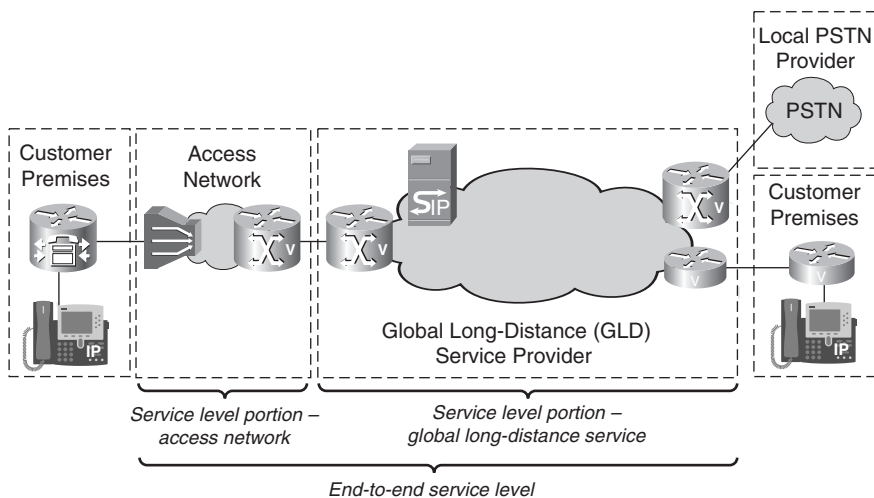 Local PSTN
Provider
PSTN
Customer
Premises
Access
Network
Customer
Premises
SIP
V
V
V
V
V
IP
IP
Global Long-Distance (GLD)
Service Provider
Service level portion –
access network
Service level portion –
global long-distance service
End-to-end service level